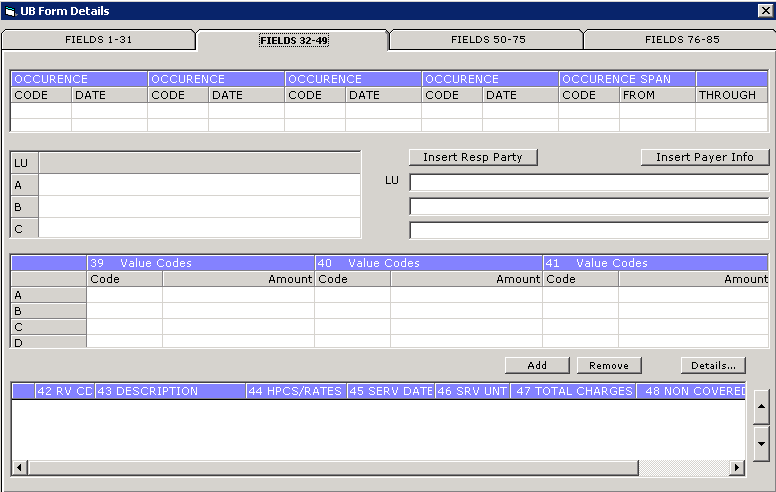 UB Form Details
FIELDS 1-31 FIELDS 32-49 FIELDS 50-75 FIELDS 76-85
OCCURENCE OCCURENCE OCCURENCE OCCURENCE OCCURENCE SPAN
CODE DATE CODE DATE CODE DATE CODE DATE CODE FROM THROUGH
Insert Resp Party Insert Payer Info
LU
A
B
C
LU
39 Value Codes 40 Value Codes 41 Value Codes
Code Amount Code Amount Code Amount
A
B
C
D
Add Remove Details...
42 RV CD 43 DESCRIPTION 44 HPCS/RATES 45 SERV DATE 46 SRV UNT 47 TOTAL CHARGES 48 NON COVERED